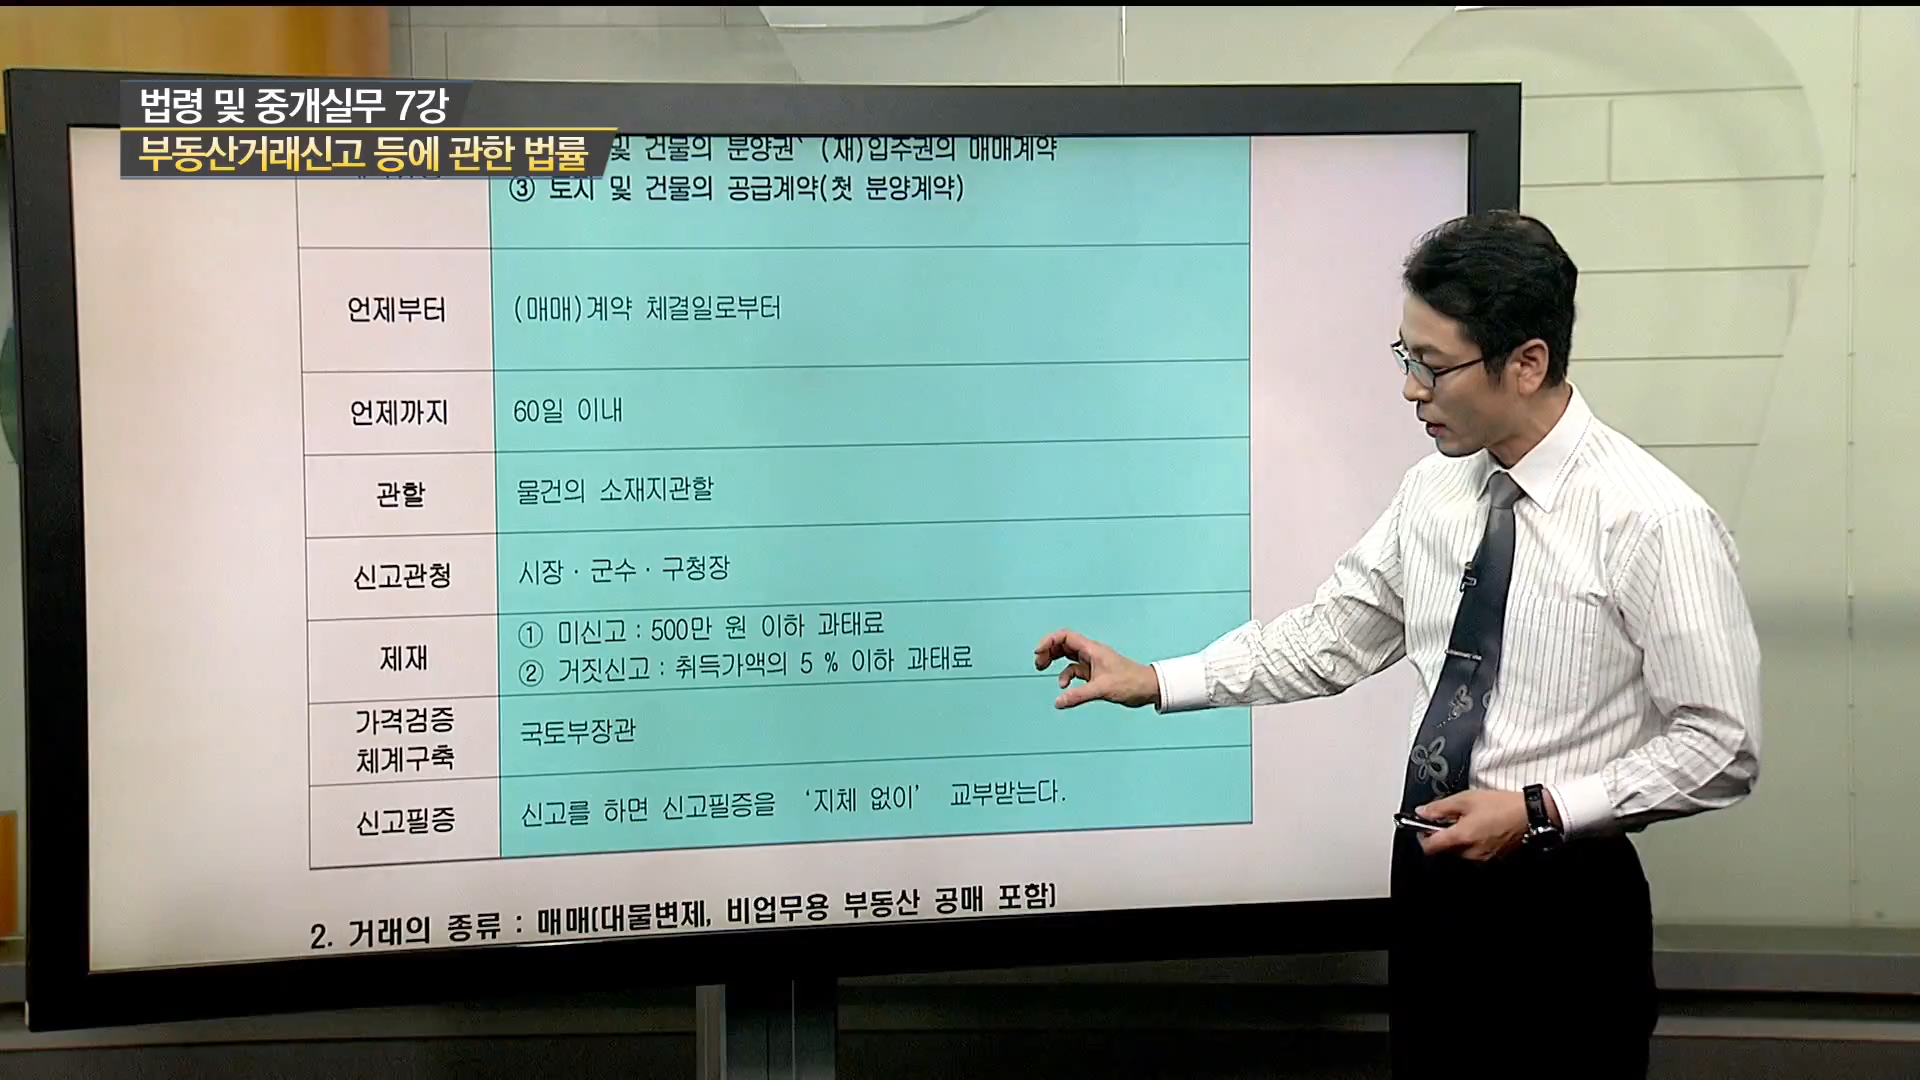 법령 및 중개실무 7강
부동산거래신고 등에 관한 법률
및 건물의 분양권, (재)입주권의 매매계약
③ 토지 및 건물의 공급계약(첫 분양계약)
언제부터
(매매)계약 체결일로부터
언제까지
60일 이내
관할
물건의 소재지관할
신고관청
시장·군수·구청장
제재
① 미신고 : 500만 원 이하 과태료
② 거짓신고 : 취득가액의 5 % 이하 과태료
가격검증
체계구축
국토부장관
신고필증
신고를 하면 신고필증을 ‘지체 없이’ 교부받는다.
2. 거래의 종류 : 매매(대물변제, 비업무용 부동산 공매 포함)